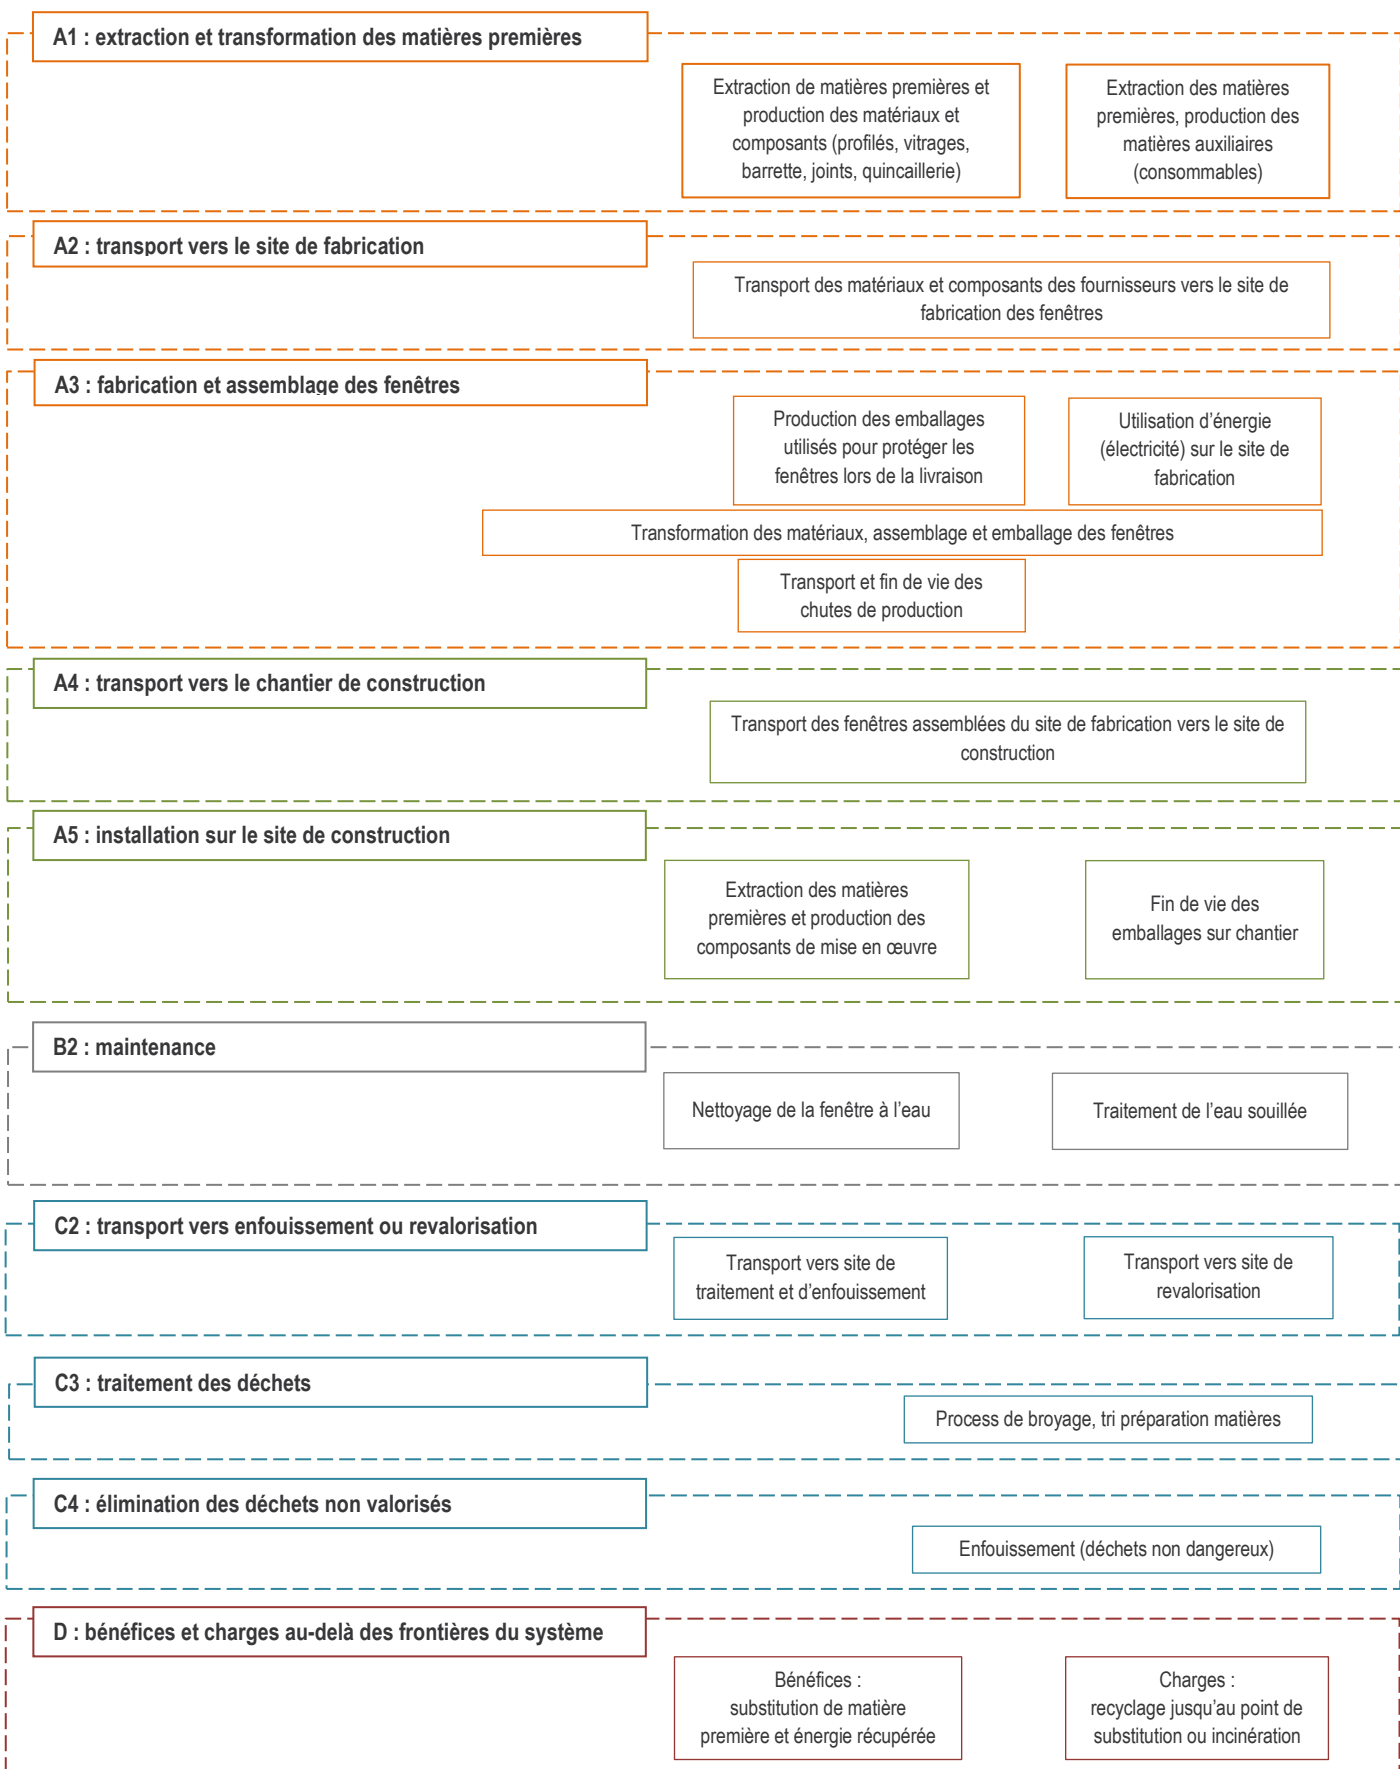 A1 : extraction et transformation des matières premières
Extraction de matières premières et
production des matériaux et
composants (profilés, vitrages,
barrette, joints, quincaillerie)
Extraction des matières
premières, production des
matières auxiliaires
(consommables)
A2 : transport vers le site de fabrication
Transport des matériaux et composants des fournisseurs vers le site de
fabrication des fenêtres
A3 : fabrication et assemblage des fenêtres
Production des emballages
utilisés pour protéger les
fenêtres lors de la livraison
Utilisation d’énergie
(électricité) sur le site de
fabrication
Transformation des matériaux, assemblage et emballage des fenêtres
Transport et fin de vie des
chutes de production
A4 : transport vers le chantier de construction
Transport des fenêtres assemblées du site de fabrication vers le site de
construction
A5 : installation sur le site de construction
Extraction des matières
premières et production des
composants de mise en œuvre
Fin de vie des
emballages sur chantier
B2 : maintenance
Nettoyage de la fenêtre à l’eau
Traitement de l’eau souillée
C2 : transport vers enfouissement ou revalorisation
Transport vers site de
traitement et d’enfouissement
Transport vers site de
revalorisation
C3 : traitement des déchets
Process de broyage, tri préparation matières
C4 : élimination des déchets non valorisés
Enfouissement (déchets non dangereux)
D : bénéfices et charges au-delà des frontières du système
Bénéfices :
substitution de matière
première et énergie récupérée
Charges :
recyclage jusqu’au point de
substitution ou incinération